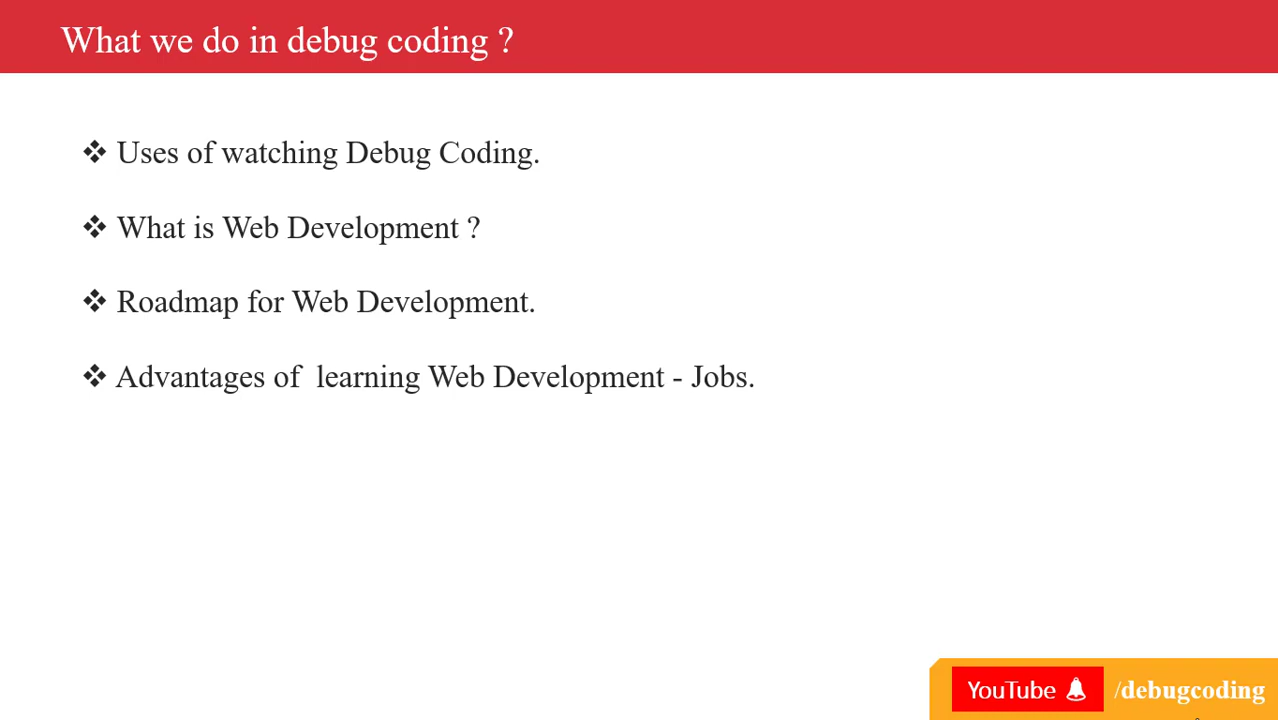 What we do in debug coding ?
❖ Uses of watching Debug Coding.
❖ What is Web Development ?
❖ Roadmap for Web Development.
❖ Advantages of  learning Web Development - Jobs.
YouTube /debugcoding